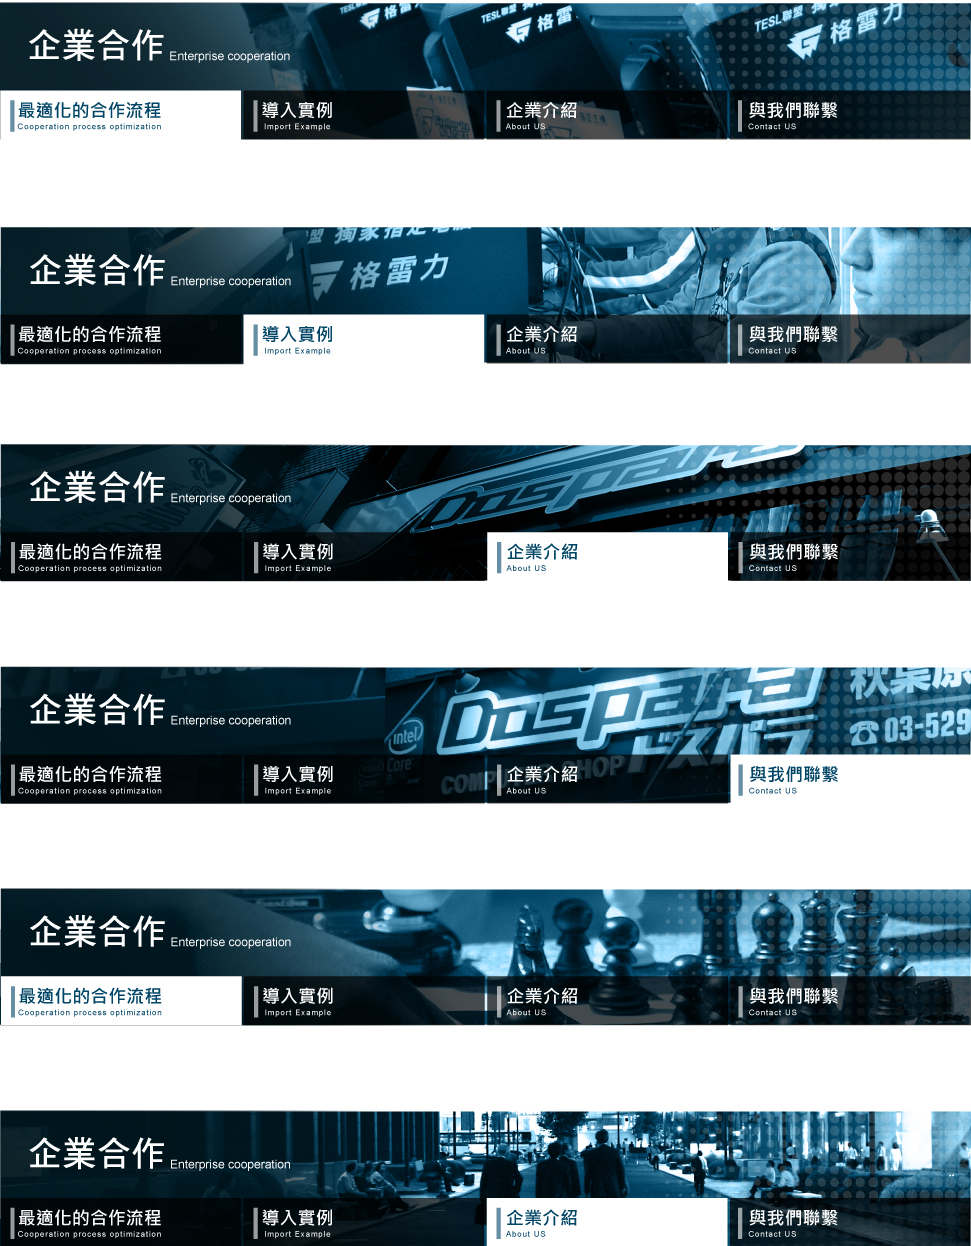 TESL聯盟
格雷
TESL聯盟 獨
格雷
TESL聯盟 獨
格雷力
企業合作 Enterprise cooperation
最適化的合作流程
Cooperation process optimization
導入實例
Import Example
企業介紹
About US
與我們聯繫
Contact US
盟 獨家指定電腦
格雷力
企業合作 Enterprise cooperation
最適化的合作流程
Cooperation process optimization
導入實例
Import Example
企業介紹
About US
與我們聯繫
Contact US
Dospara
企業合作 Enterprise cooperation
最適化的合作流程
Cooperation process optimization
導入實例
Import Example
企業介紹
About US
與我們聯繫
Contact US
Dospara
秋葉原
企業合作 Enterprise cooperation
intel
Core
ドスパラ
☎03-529
COMP SHOP
最適化的合作流程
Cooperation process optimization
導入實例
Import Example
企業介紹
About US
與我們聯繫
Contact US
企業合作 Enterprise cooperation
最適化的合作流程
Cooperation process optimization
導入實例
Import Example
企業介紹
About US
與我們聯繫
Contact US
企業合作 Enterprise cooperation
最適化的合作流程
Cooperation process optimization
導入實例
Import Example
企業介紹
About US
與我們聯繫
Contact US